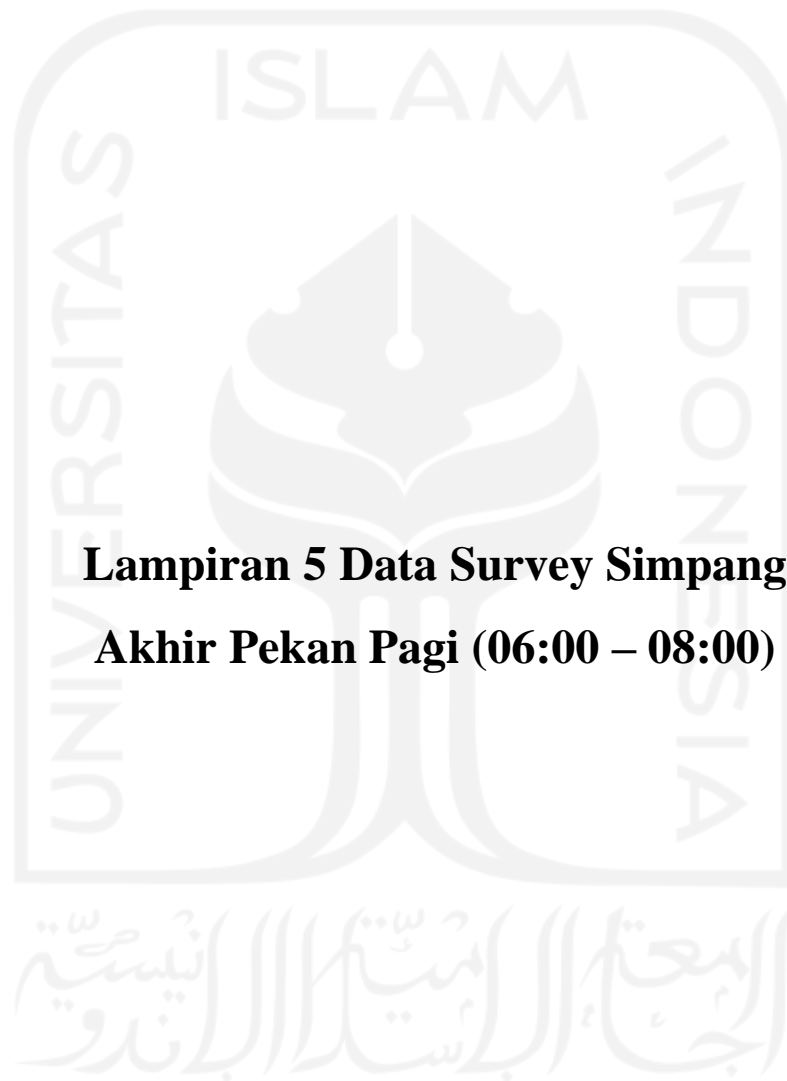 ISLAM
UNIVERSITAS
INDONESIA
Lampiran 5 Data Survey Simpang
Akhir Pekan Pagi (06:00 – 08:00)